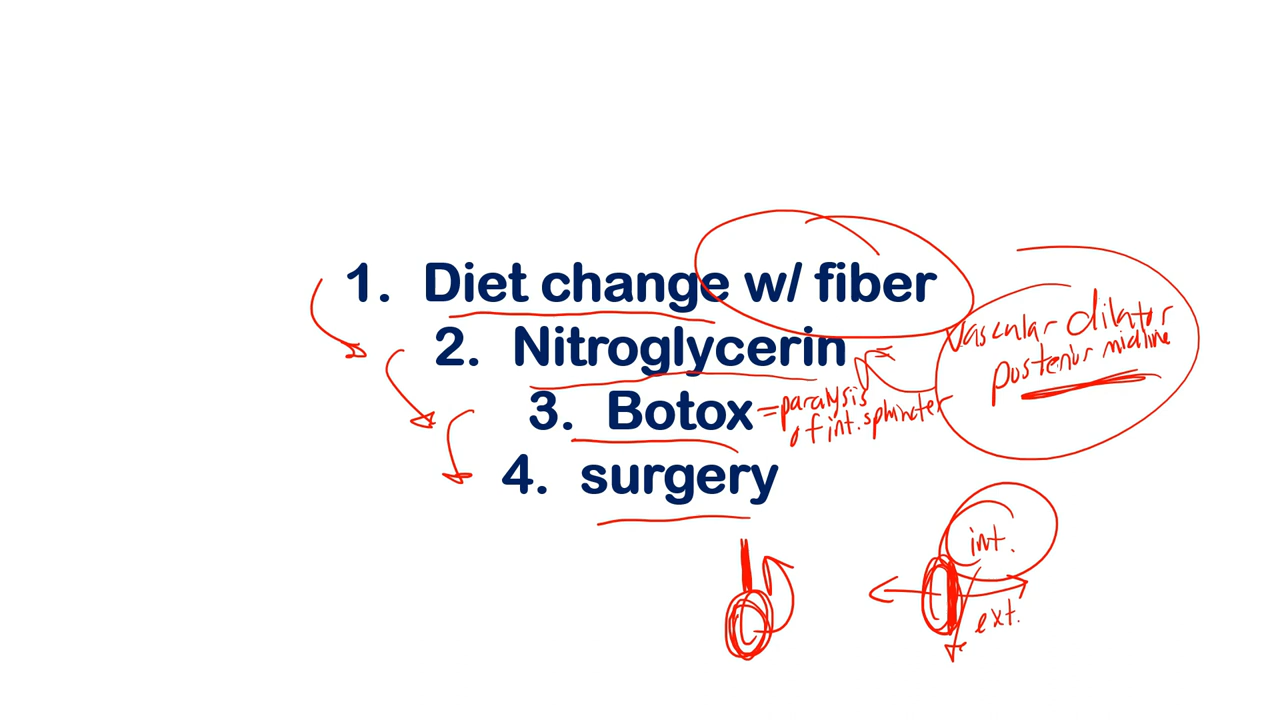 1. Diet change w/ fiber
2. Nitroglycerin
vascular dilator
posterior midline
3. Botox = paralysis
of int. sphincter
4. surgery
int.
ext.